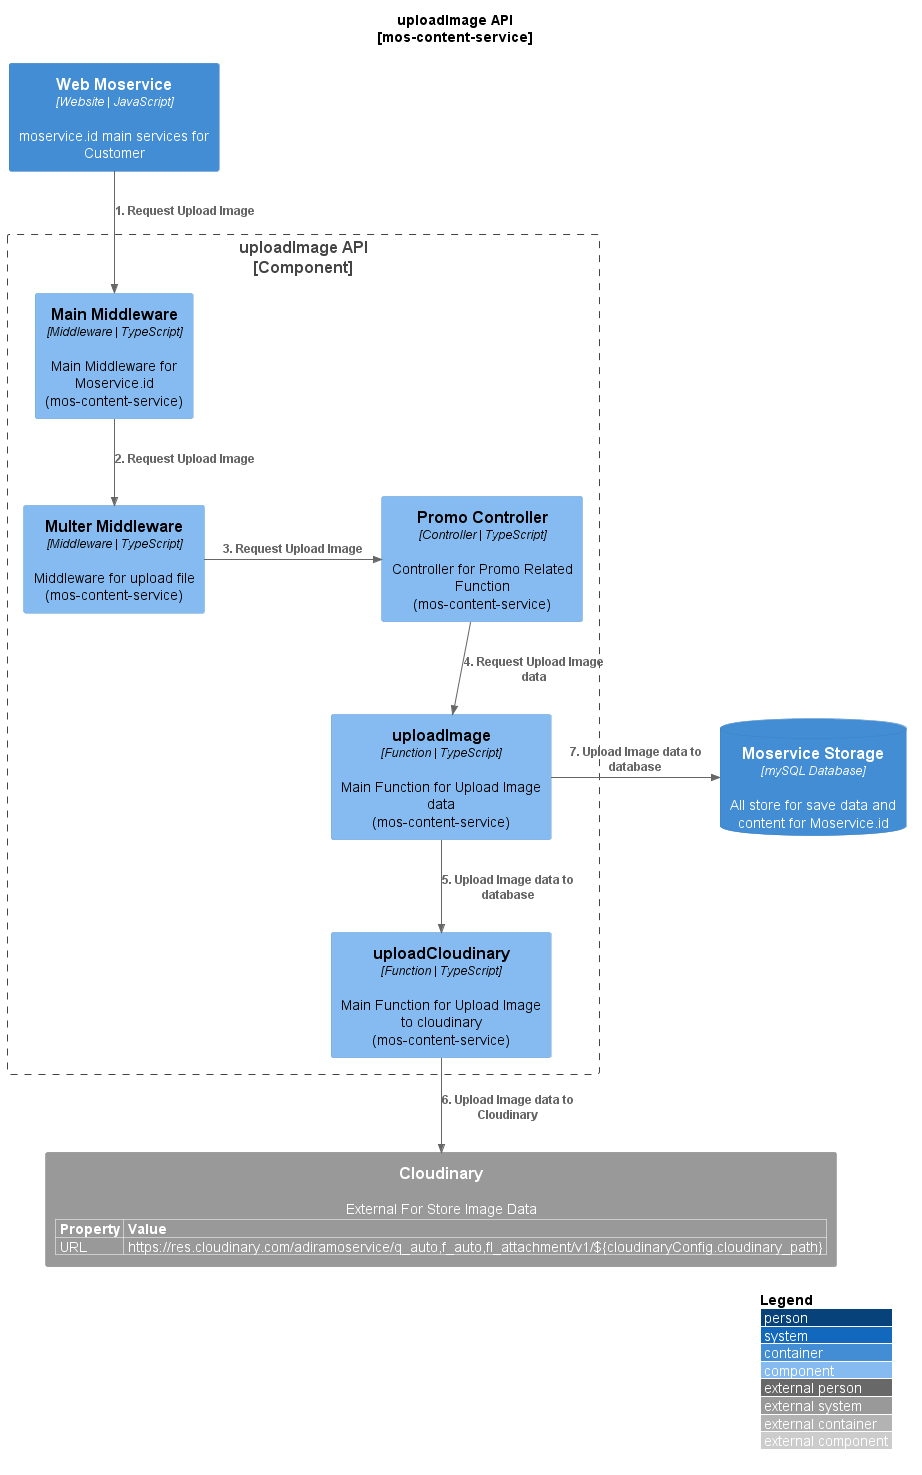 uploadImage API
[mos-content-service]
Web Moservice
[Website | JavaScript]
moservice.id main services for
Customer
1. Request Upload Image
uploadImage API
[Component]
Main Middleware
[Middleware | TypeScript]
Main Middleware for
Moservice.id
(mos-content-service)
2. Request Upload Image
Multer Middleware
[Middleware | TypeScript]
Middleware for upload file
(mos-content-service)
3. Request Upload Image
Promo Controller
[Controller | TypeScript]
Controller for Promo Related
Function
(mos-content-service)
4. Request Upload Image
data
uploadImage
[Function | TypeScript]
Main Function for Upload Image
data
(mos-content-service)
7. Upload Image data to
database
Moservice Storage
[mySQL Database]
All store for save data and
content for Moservice.id
5. Upload Image data to
database
uploadCloudinary
[Function | TypeScript]
Main Function for Upload Image
to cloudinary
(mos-content-service)
6. Upload Image data to
Cloudinary
Cloudinary
External For Store Image Data
Property Value
URL https://res.cloudinary.com/adiramoservice/q_auto,f_auto,fl_attachment/v1/${cloudinaryConfig.cloudinary_path}
Legend
person
system
container
component
external person
external system
external container
external component